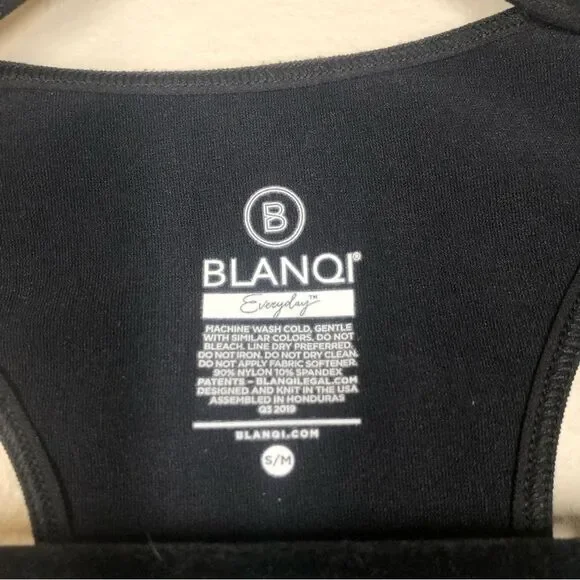 B
BLANQI®
Everyday™
MACHINE WASH COLD, GENTLE
WITH SIMILAR COLORS. DO NOT
BLEACH. LINE DRY PREFERRED.
DO NOT IRON. DO NOT DRY CLEAN.
DO NOT APPLY FABRIC SOFTENER.
90% NYLON 10% SPANDEX
PATENTS – BLANQILEGAL.COM
DESIGNED AND KNIT IN THE USA
ASSEMBLED IN HONDURAS
Q3 2019
BLANQI.COM
S/M